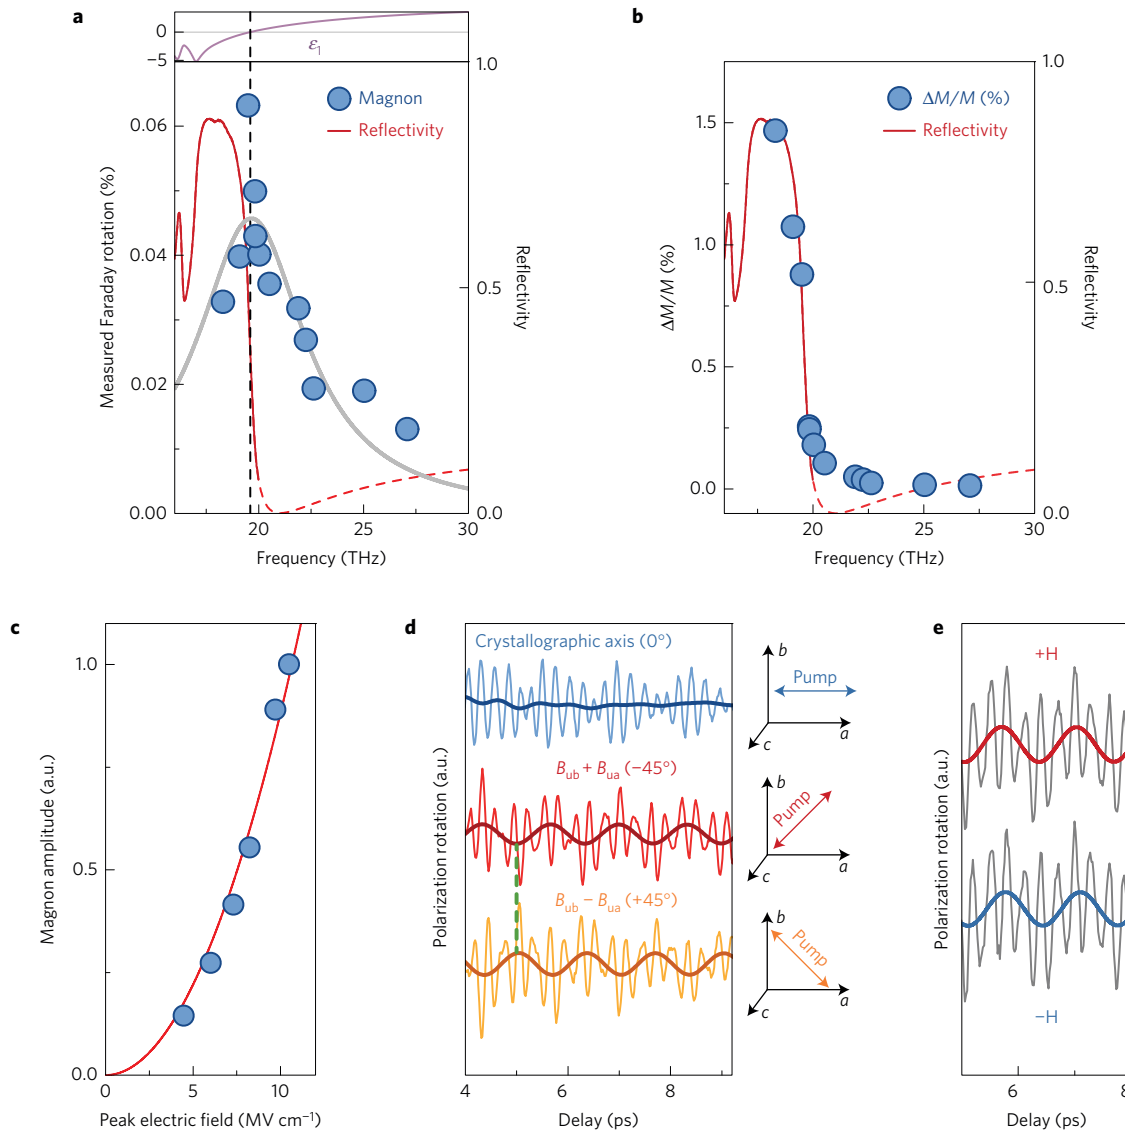 a
0
−5
ε1
1.0
Magnon
Reflectivity
0.06
0.04
0.02
0.00
Measured Faraday rotation (%)
0.5
0.0
Reflectivity
20
25
30
Frequency (THz)
b
1.0
ΔM/M (%)
Reflectivity
1.5
1.0
0.5
0.0
ΔM/M (%)
0.5
0.0
Reflectivity
20
25
30
Frequency (THz)
c
1.0
0.5
0.0
Magnon amplitude (a.u.)
0
5
10
Peak electric field (MV cm−1)
d
Crystallographic axis (0°)
Bub + Bua (−45°)
Bub − Bua (+45°)
Polarization rotation (a.u.)
4
6
8
Delay (ps)
b
Pump
a
c
b
Pump
a
c
b
Pump
a
c
e
+H
−H
Polarization rotation (a.u.)
6
8
Delay (ps)